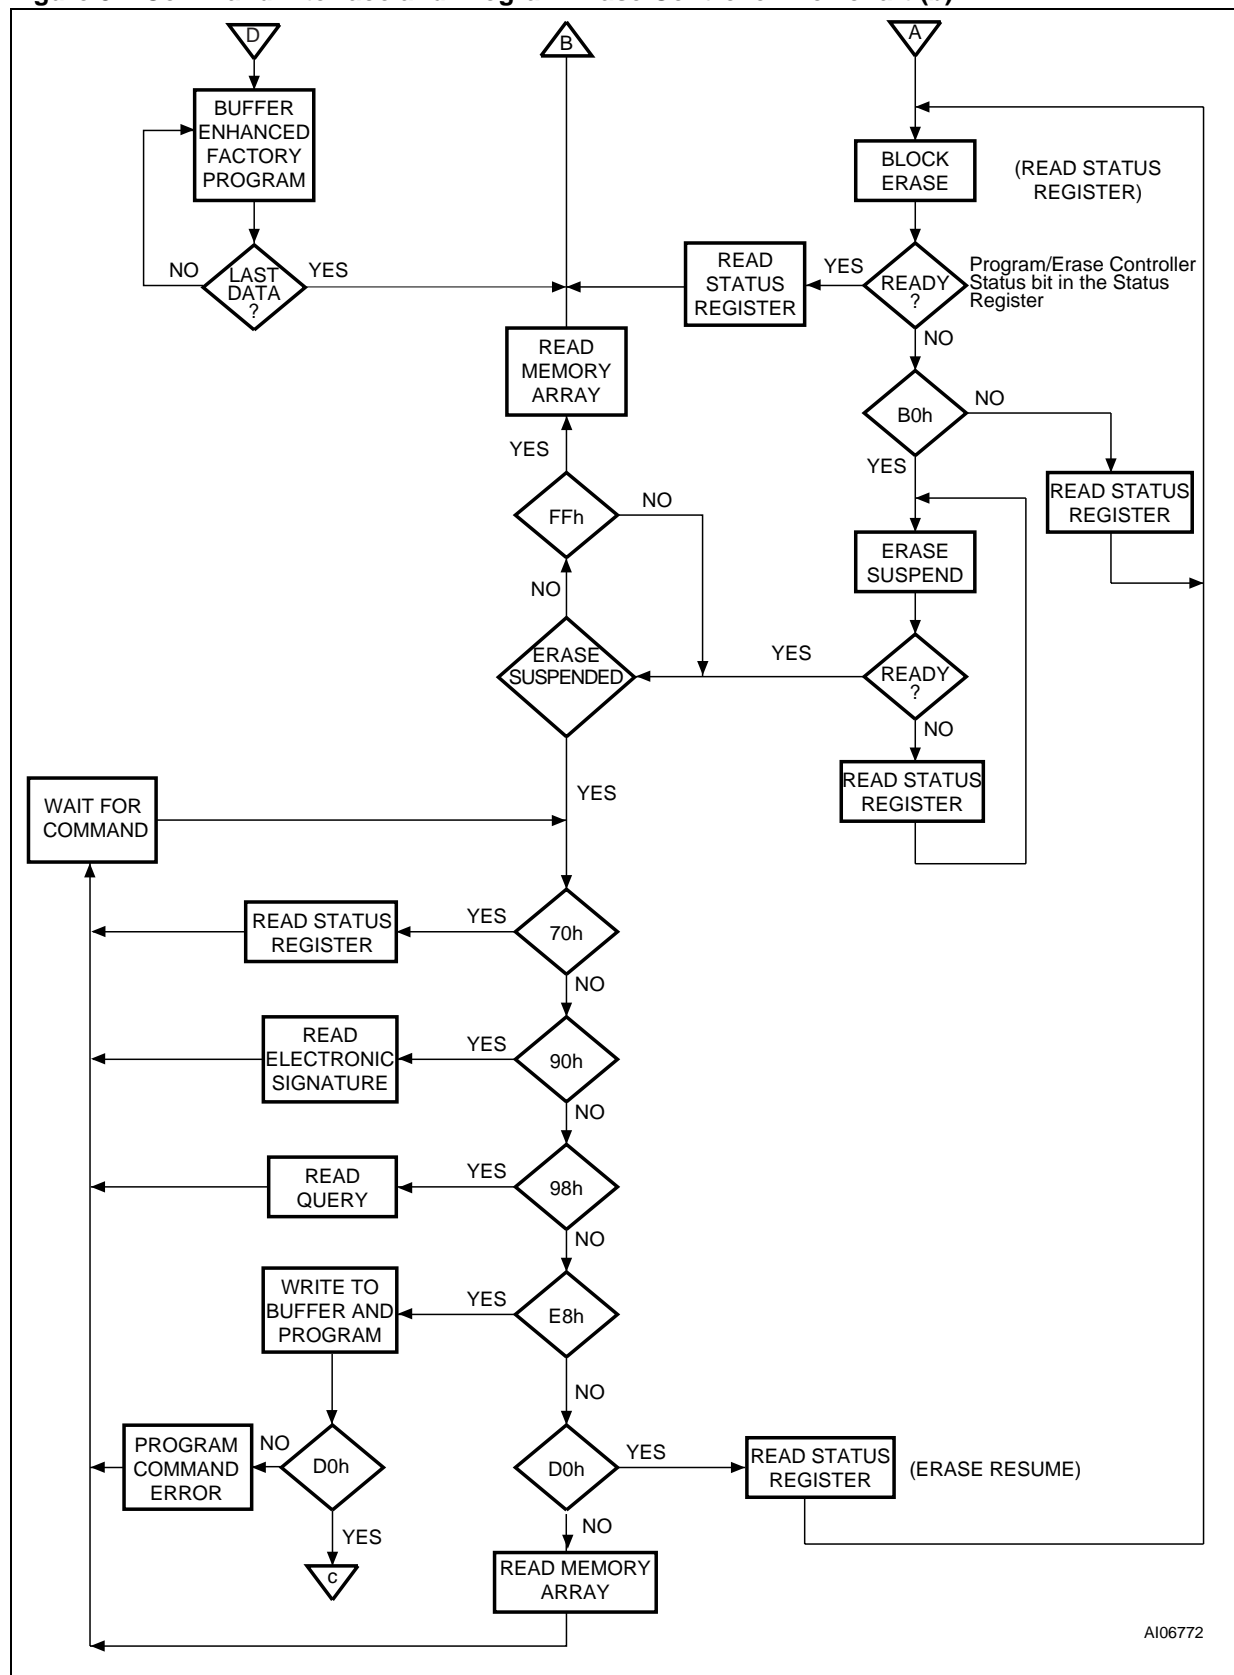 D
B
A
BUFFER
ENHANCED
FACTORY
PROGRAM
BLOCK
ERASE
(READ STATUS
REGISTER)
NO
LAST
DATA
?
YES
READ
STATUS
REGISTER
YES
READY
?
Program/Erase Controller
Status bit in the Status
Register
NO
READ
MEMORY
ARRAY
B0h
NO
YES
YES
READ STATUS
REGISTER
FFh
NO
ERASE
SUSPEND
NO
ERASE
SUSPENDED
YES
READY
?
NO
READ STATUS
REGISTER
YES
WAIT FOR
COMMAND
READ STATUS
REGISTER
YES
70h
NO
READ
ELECTRONIC
SIGNATURE
YES
90h
NO
READ
QUERY
YES
98h
NO
WRITE TO
BUFFER AND
PROGRAM
YES
E8h
NO
PROGRAM
COMMAND
ERROR
NO
D0h
YES
c
D0h
YES
READ STATUS
REGISTER
(ERASE RESUME)
NO
READ MEMORY
ARRAY
AI06772